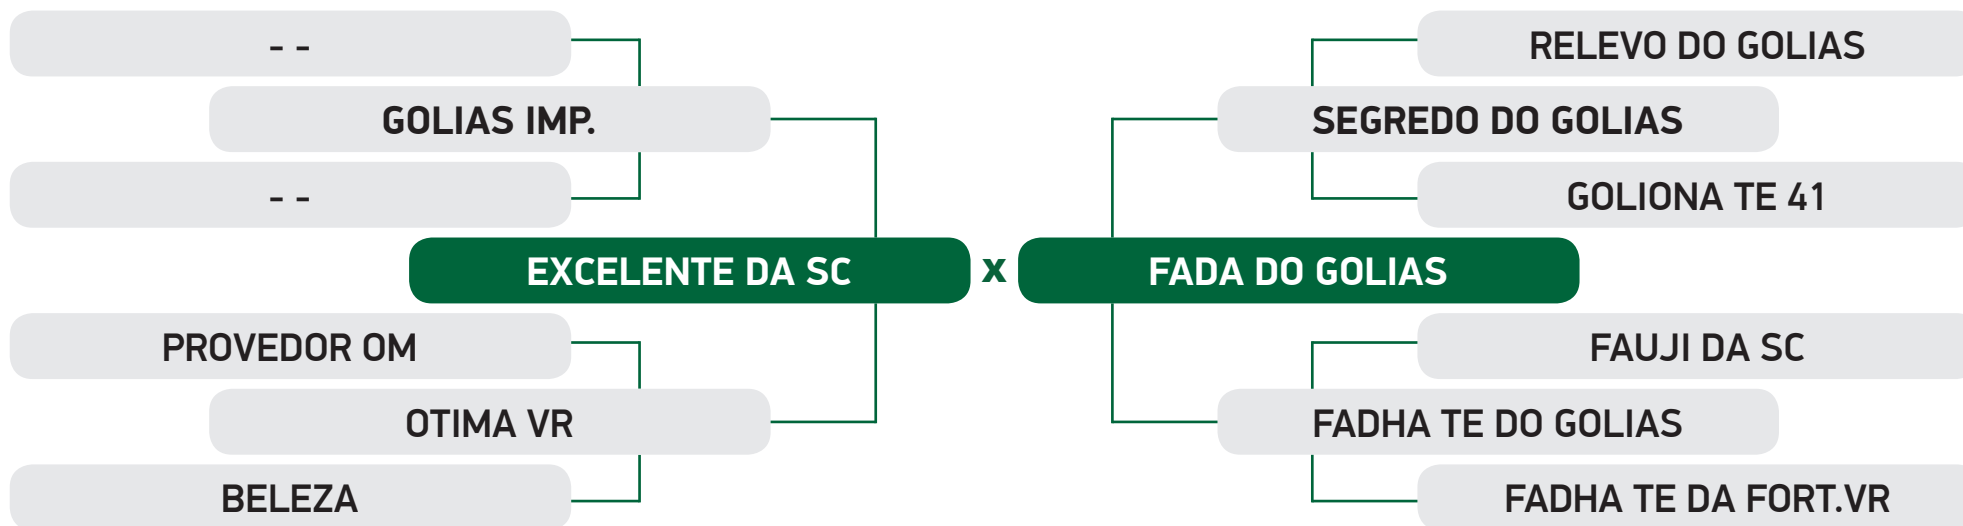 - -
RELEVO DO GOLIAS
GOLIAS IMP.
SEGREDO DO GOLIAS
- -
GOLIONA TE 41
EXCELENTE DA SC x FADA DO GOLIAS
PROVEDOR OM
FAUJI DA SC
OTIMA VR
FADHA TE DO GOLIAS
BELEZA
FADHA TE DA FORT.VR